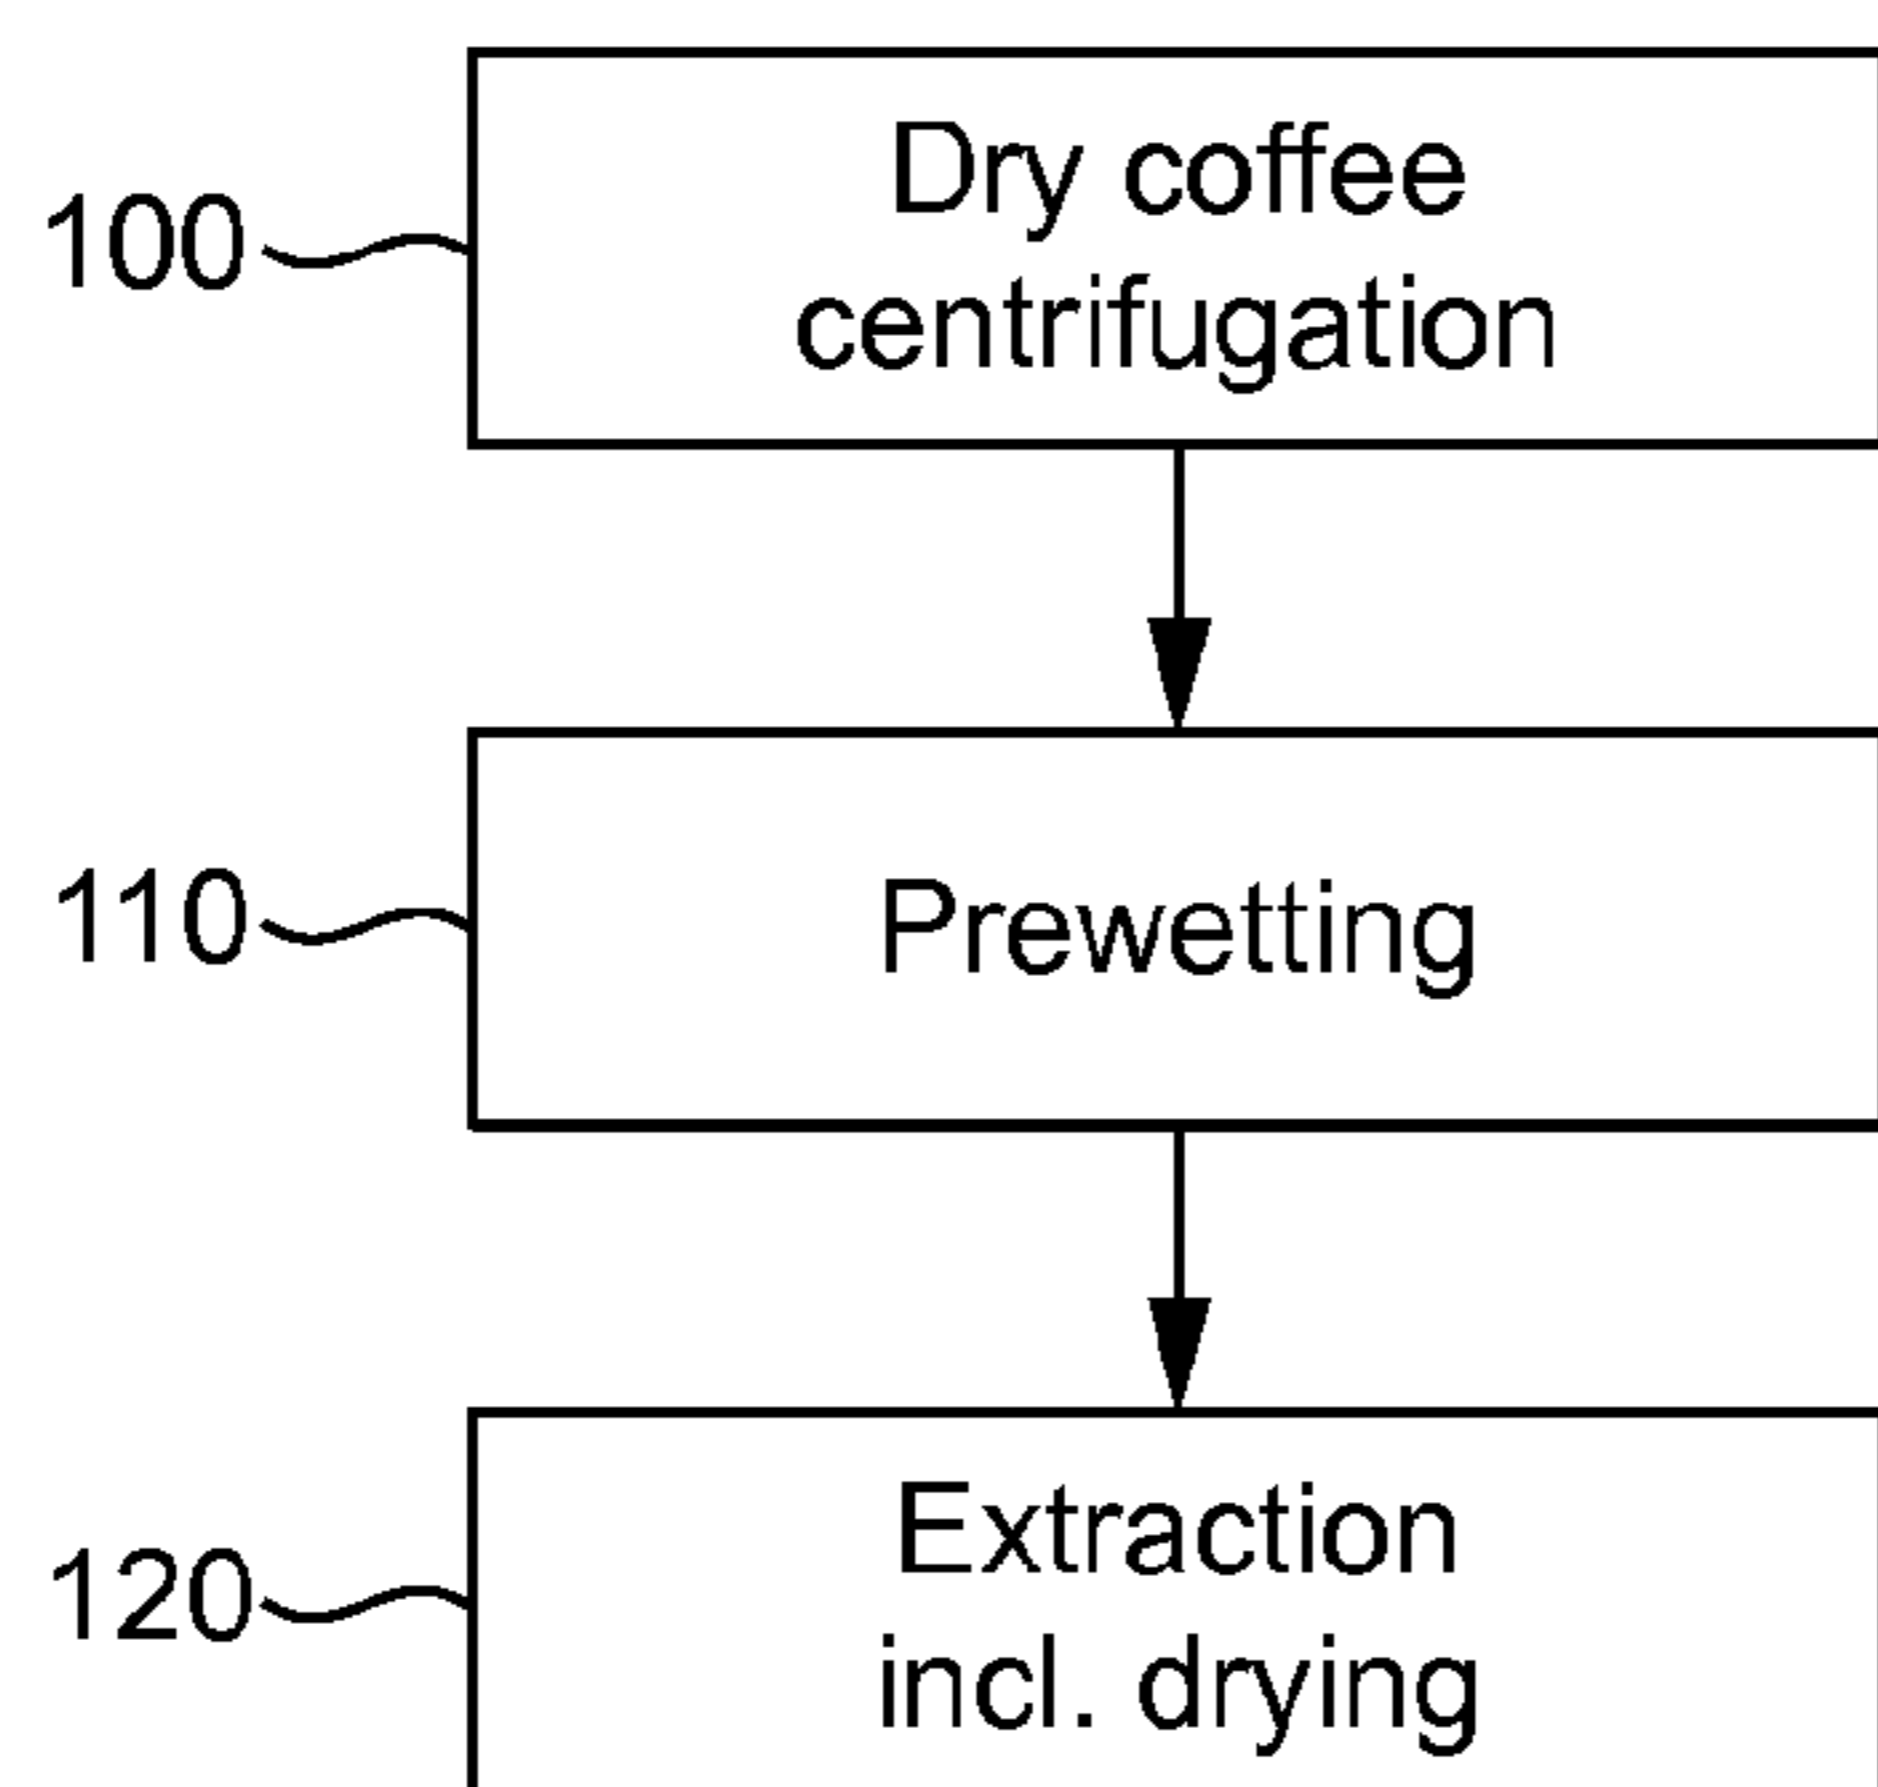 100
Dry coffee
centrifugation
110
Prewetting
120
Extraction
incl. drying